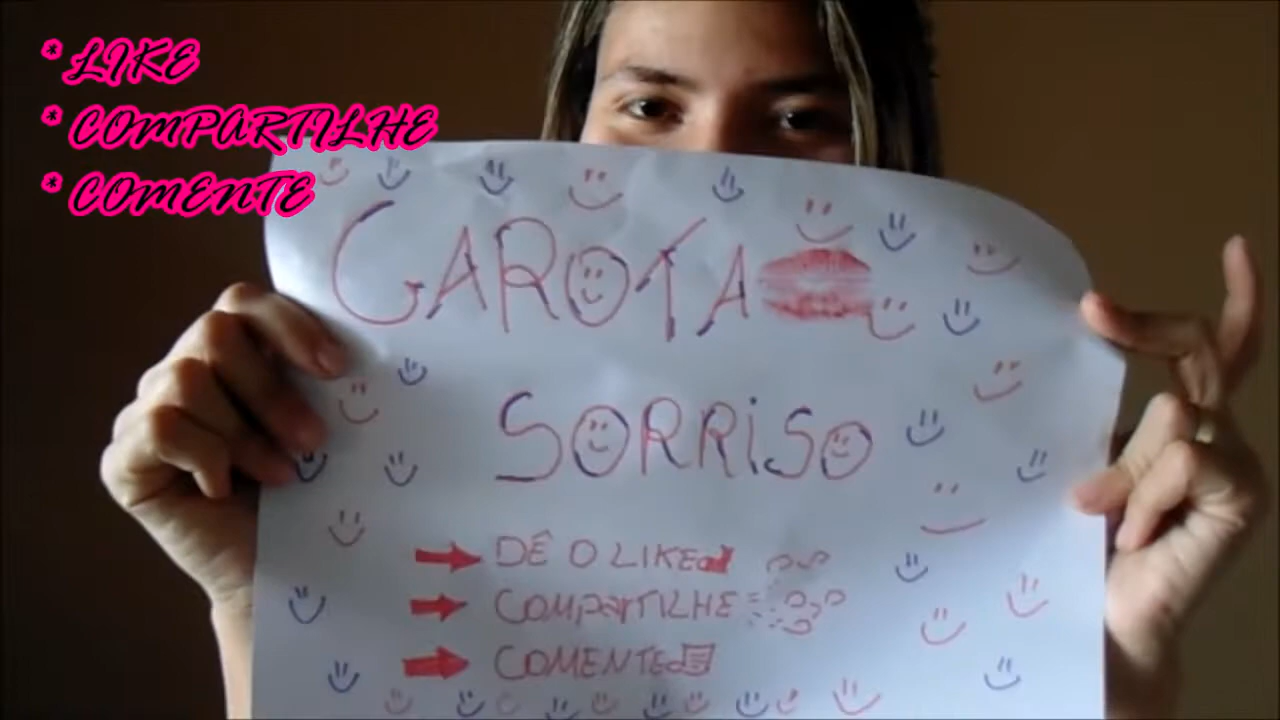 * LIKE
* COMPARTILHE
* COMENTE
GAROTA
SORRISO
DÊ O LIKE
COMPARTILHE
COMENTE